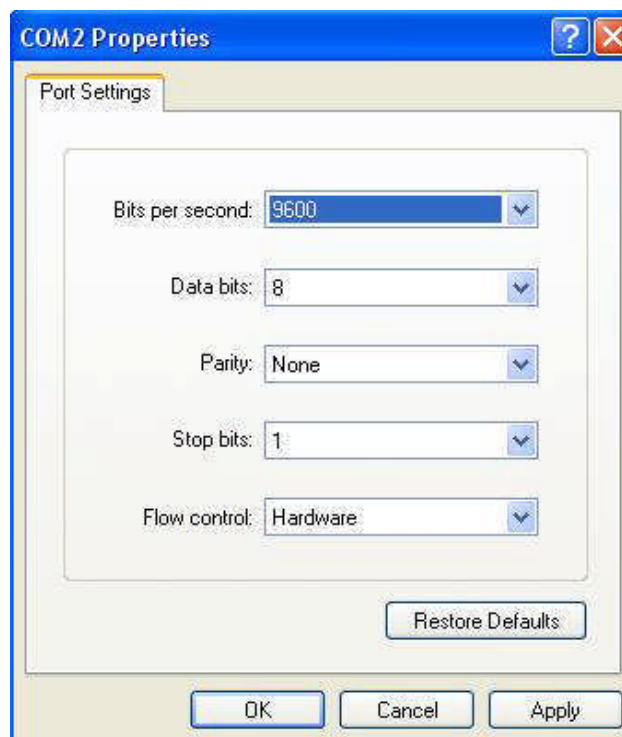 COM2 Properties
Port Settings
Bits per second: 9600
Data bits: 8
Parity: None
Stop bits: 1
Flow control: Hardware
Restore Defaults
OK Cancel Apply